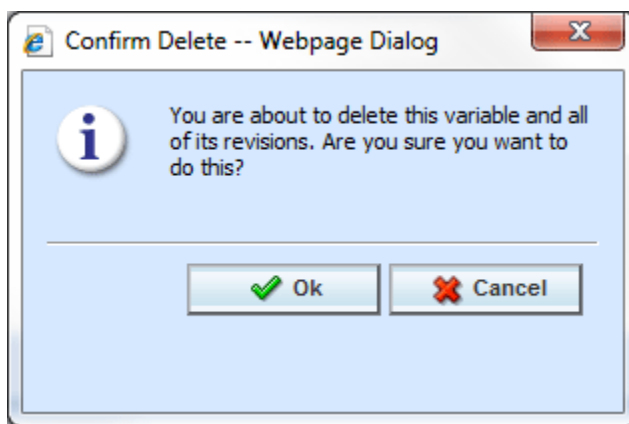 Confirm Delete -- Webpage Dialog
You are about to delete this variable and all
of its revisions. Are you sure you want to
do this?
Ok
Cancel